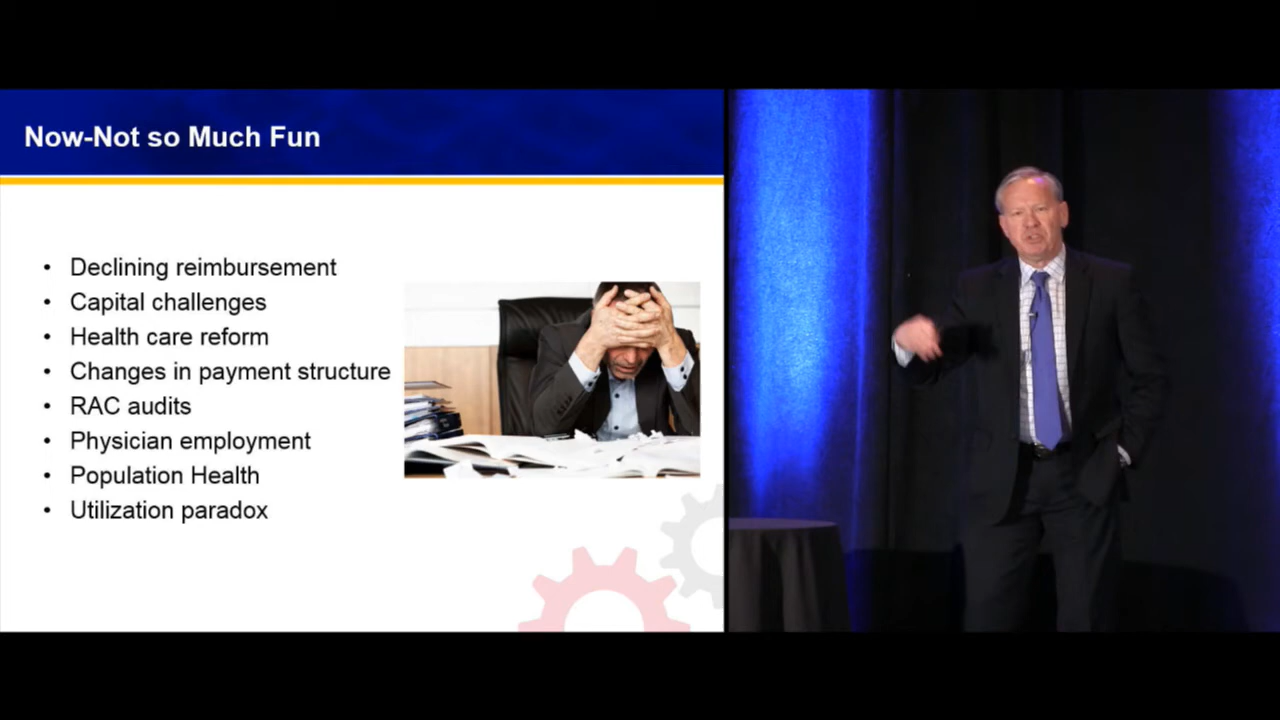 Now-Not so Much Fun
• Declining reimbursement
• Capital challenges
• Health care reform
• Changes in payment structure
• RAC audits
• Physician employment
• Population Health
• Utilization paradox